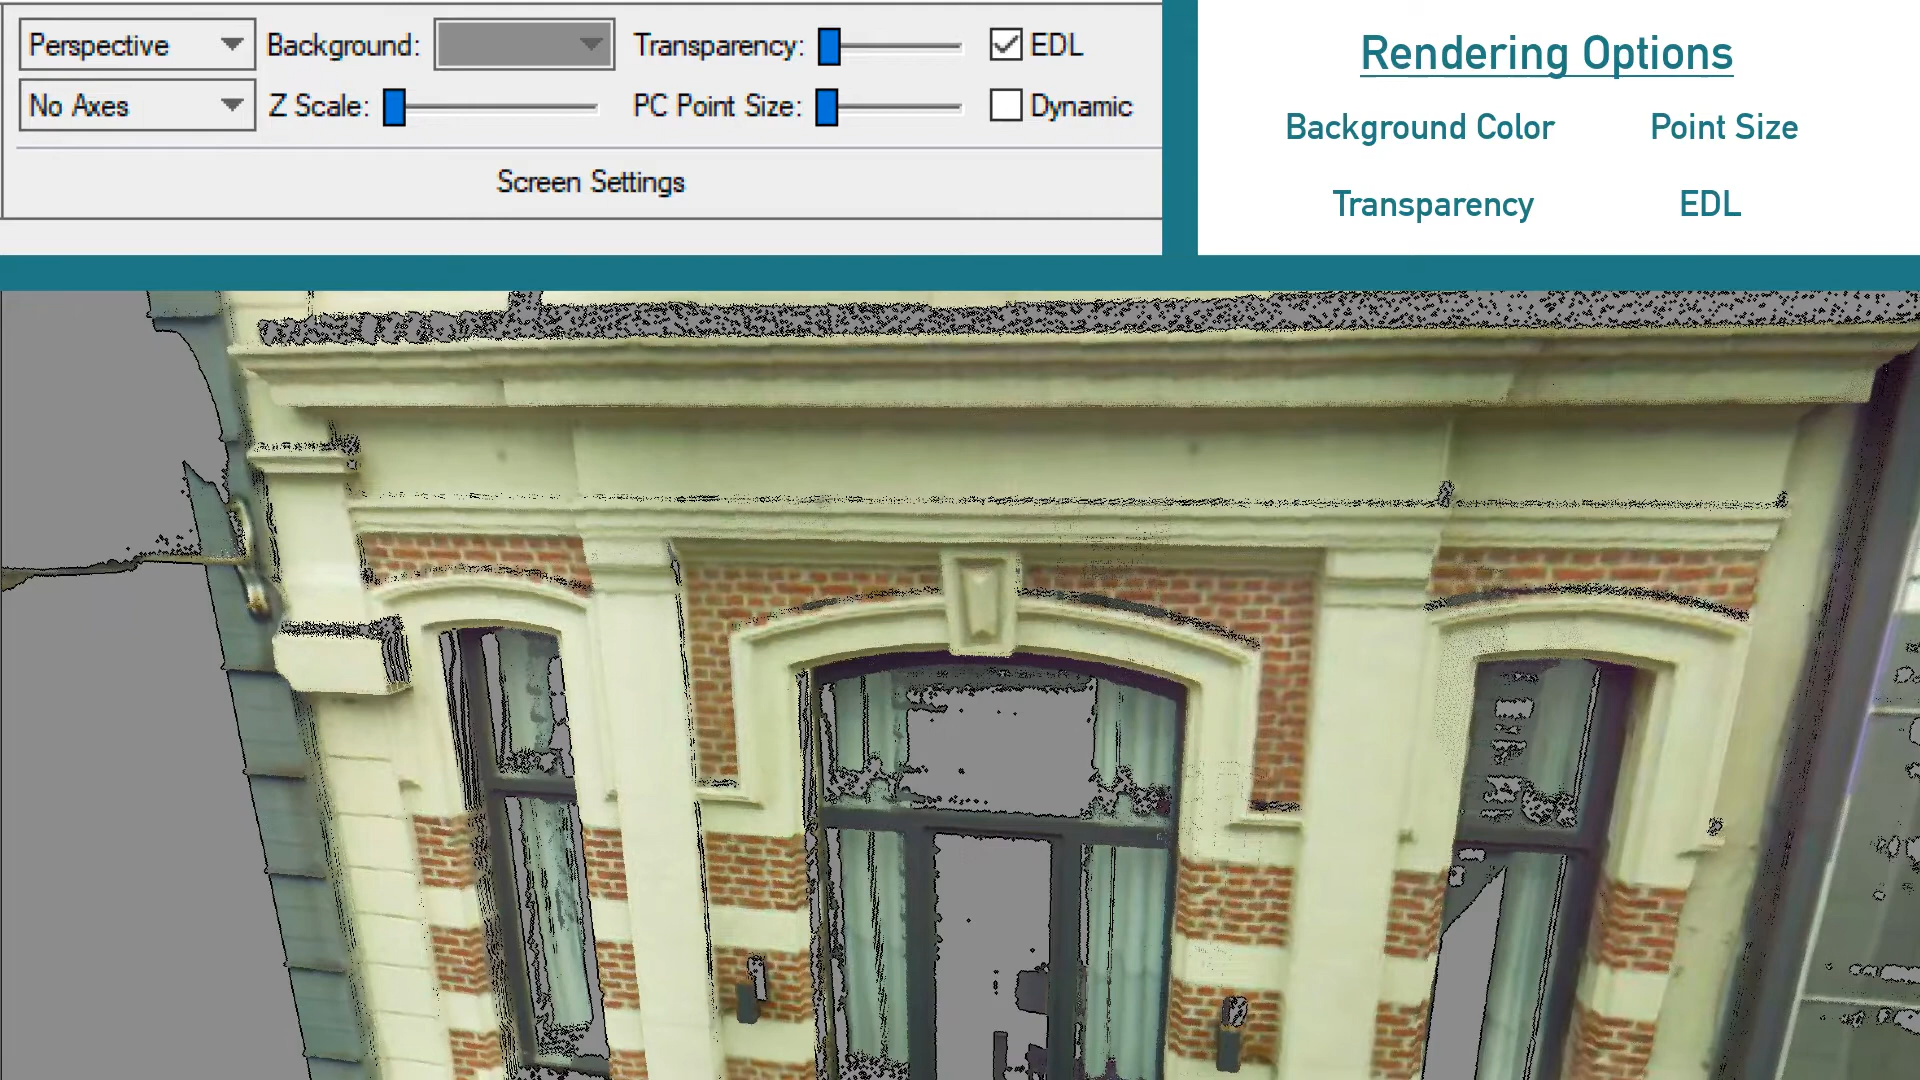 Perspective Background: Transparency: EDL
No Axes Z Scale: PC Point Size: Dynamic
Screen Settings
Rendering Options
Background Color Point Size
Transparency EDL